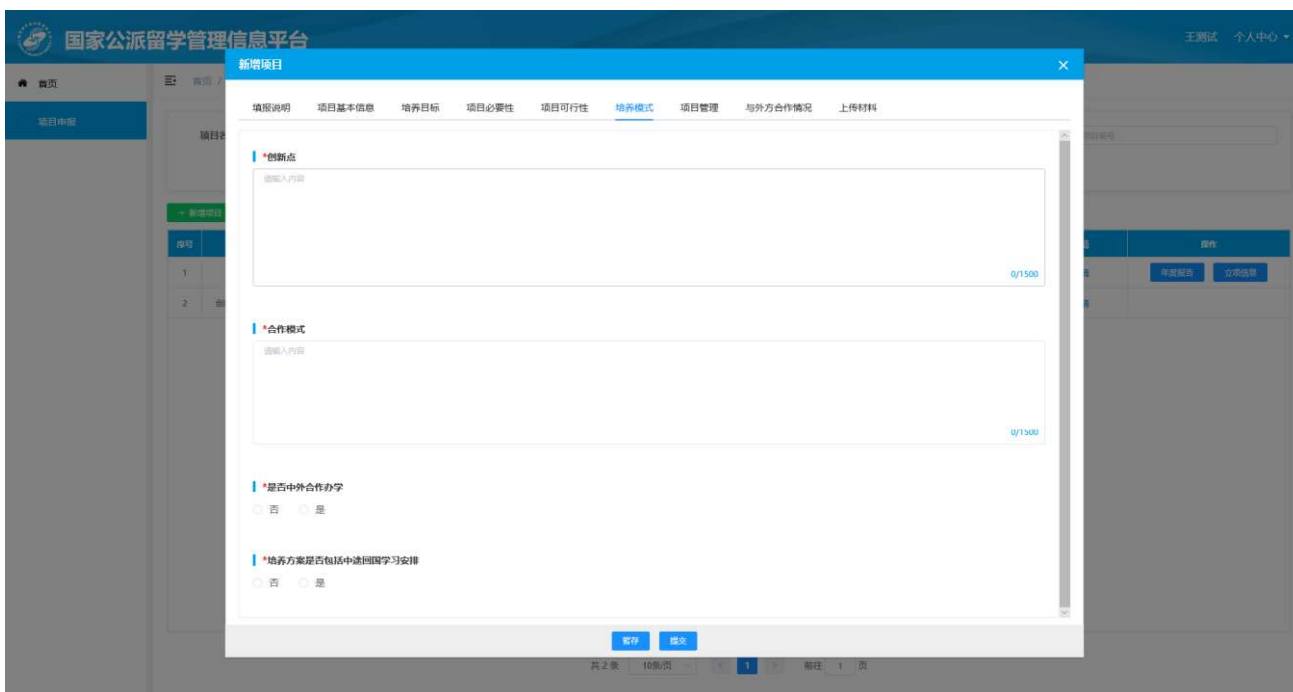 国家公派留学管理信息平台
王测试 个人中心
首页
首页 /
项目申报
新增项目
填报说明 项目基本信息 培养目标 项目必要性 项目可行性 培养模式 项目管理 与外方合作情况 上传材料
*创新点
请输入内容
0/1500
*合作模式
请输入内容
0/1500
*是否中外合作办学
否 是
*培养方案是否包括中途回国学习安排
否 是
暂存 提交
+ 新增项目
序号 操作
1 年度报告 立项信息
2
共 2 条 10条/页 1 前往 1 页